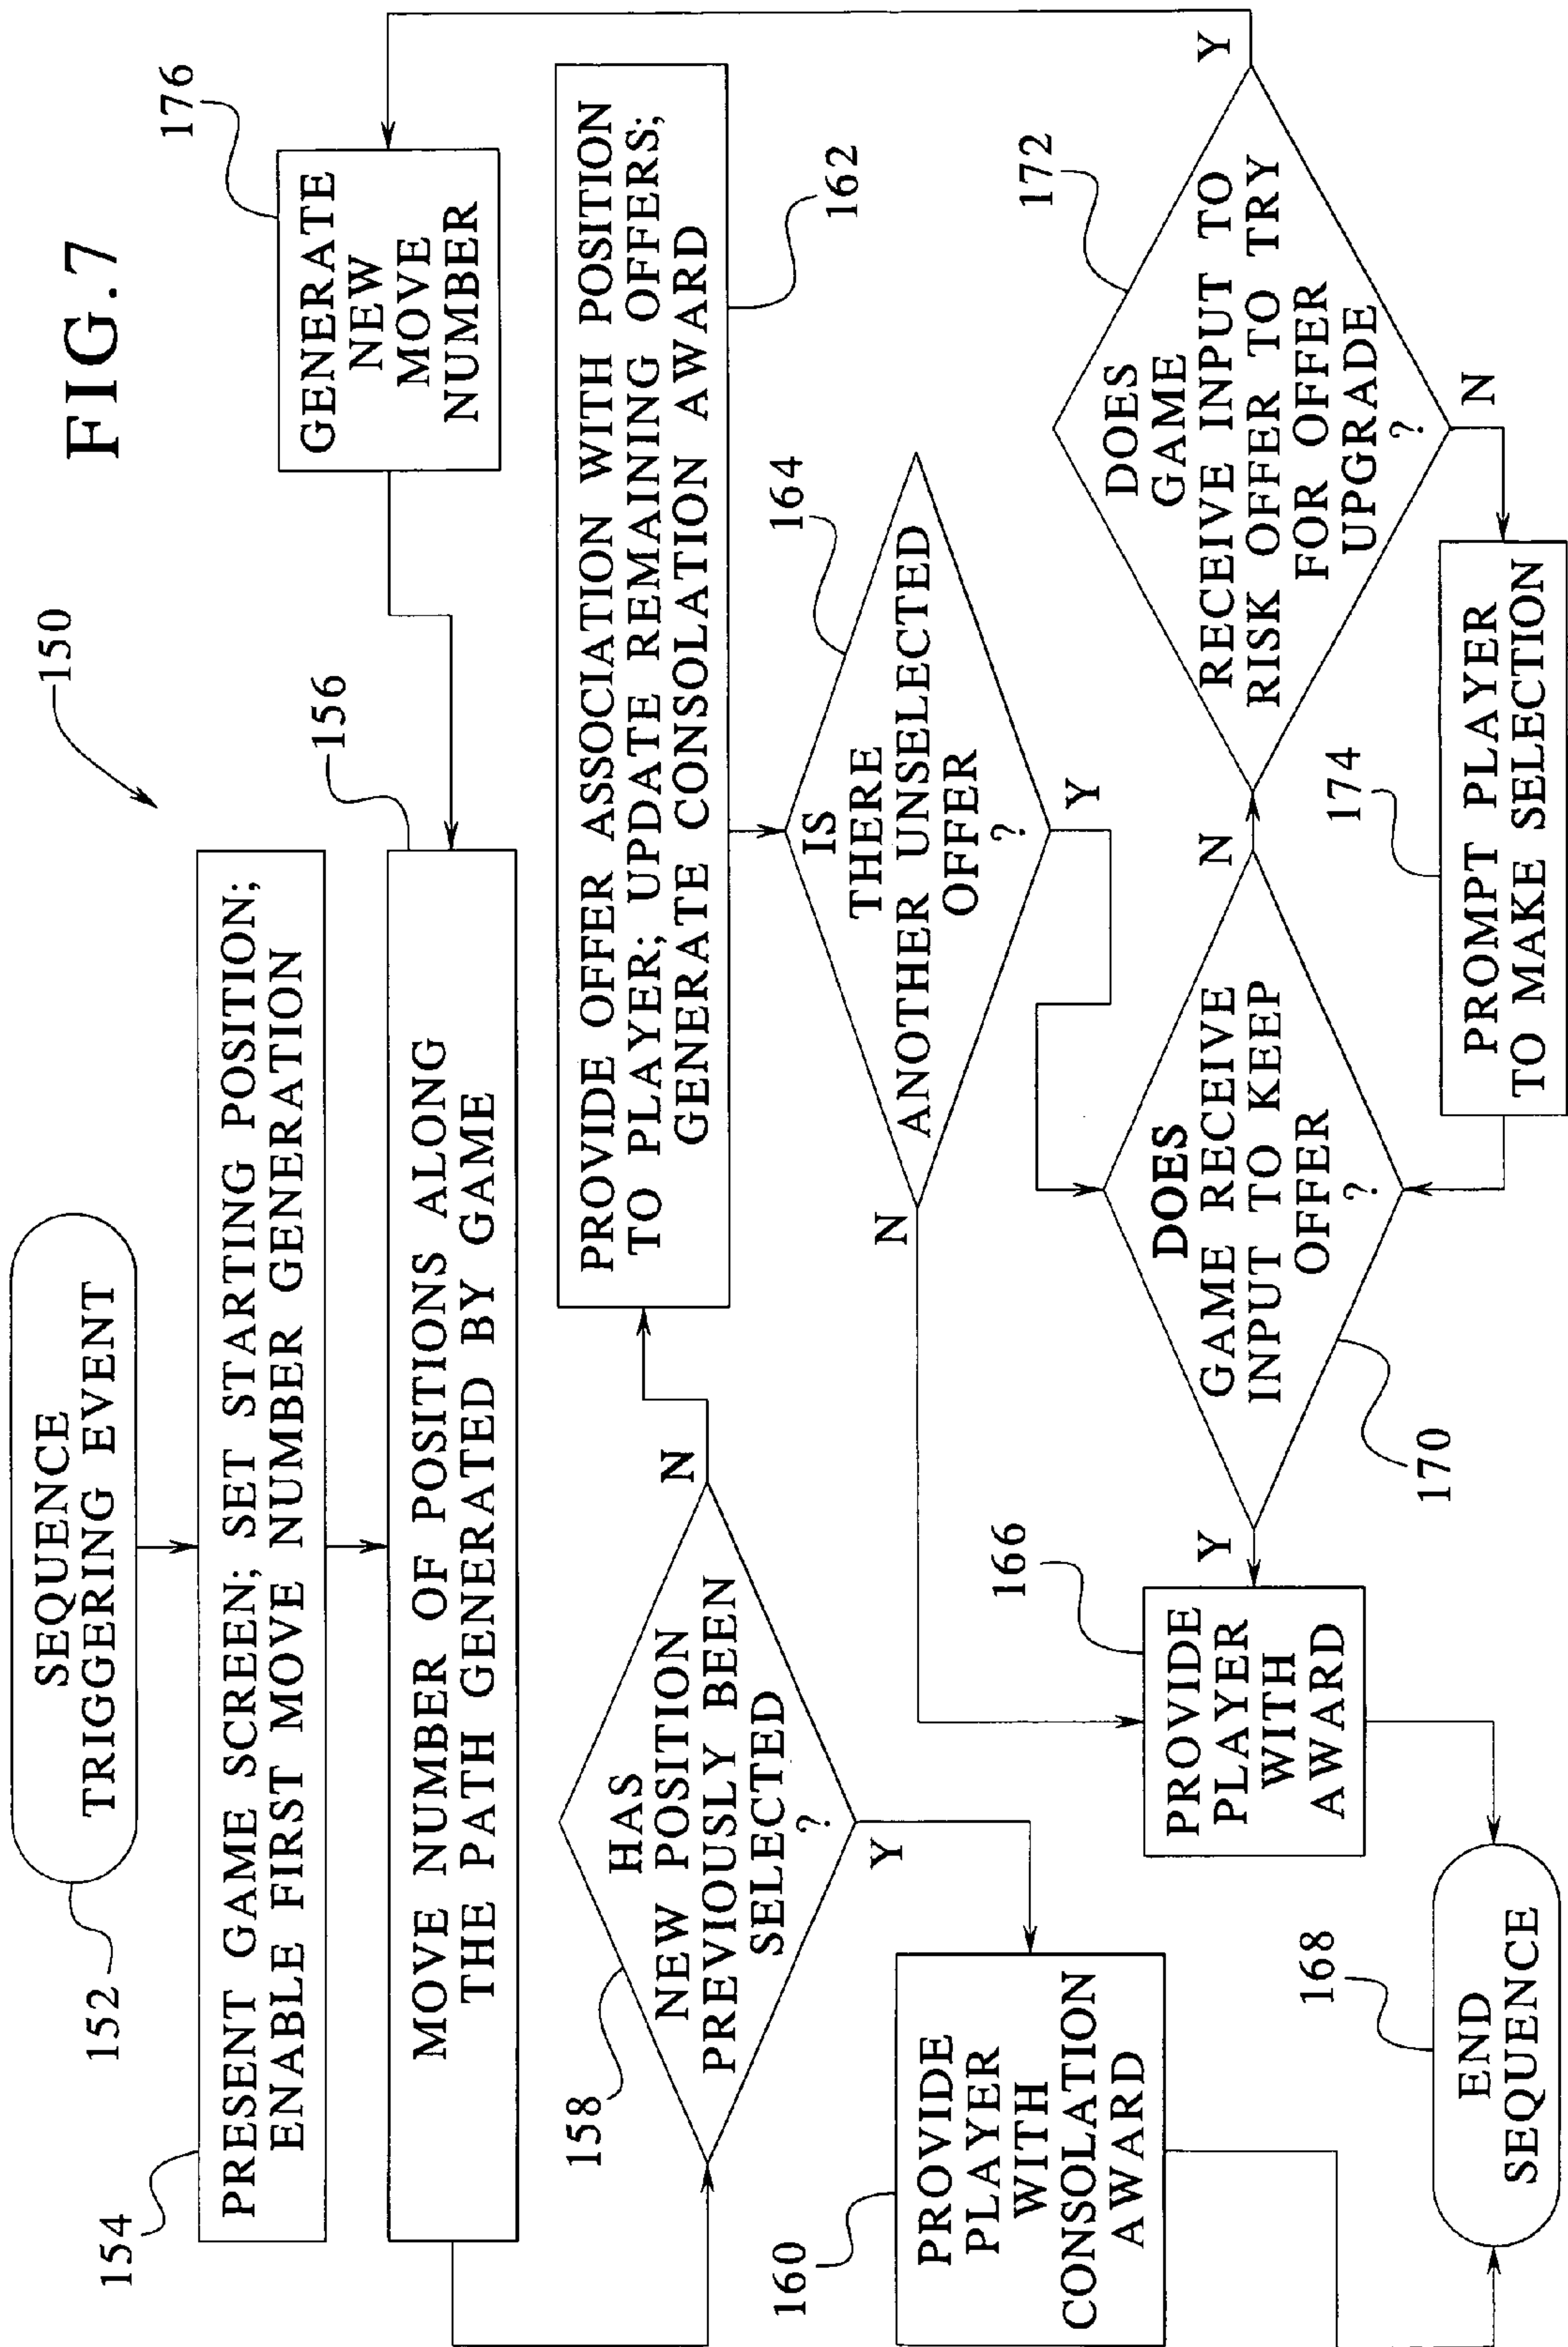 FIG.7
150
152
SEQUENCE
TRIGGERING EVENT
154
PRESENT GAME SCREEN; SET STARTING POSITION;
ENABLE FIRST MOVE NUMBER GENERATION
156
MOVE NUMBER OF POSITIONS ALONG
THE PATH GENERATED BY GAME
176
GENERATE
NEW
MOVE
NUMBER
158
HAS
NEW POSITION
PREVIOUSLY BEEN
SELECTED
?
N
Y
PROVIDE OFFER ASSOCIATION WITH POSITION
TO PLAYER; UPDATE REMAINING OFFERS;
GENERATE CONSOLATION AWARD
162
160
PROVIDE
PLAYER
WITH
CONSOLATION
AWARD
164
IS
THERE
ANOTHER UNSELECTED
OFFER
?
N
Y
166
PROVIDE
PLAYER
WITH
AWARD
Y
DOES
GAME RECEIVE
INPUT TO KEEP
OFFER
?
170
N
172
DOES
GAME
RECEIVE INPUT TO
RISK OFFER TO TRY
FOR OFFER
UPGRADE
?
Y
N
168
END
SEQUENCE
174
PROMPT PLAYER
TO MAKE SELECTION